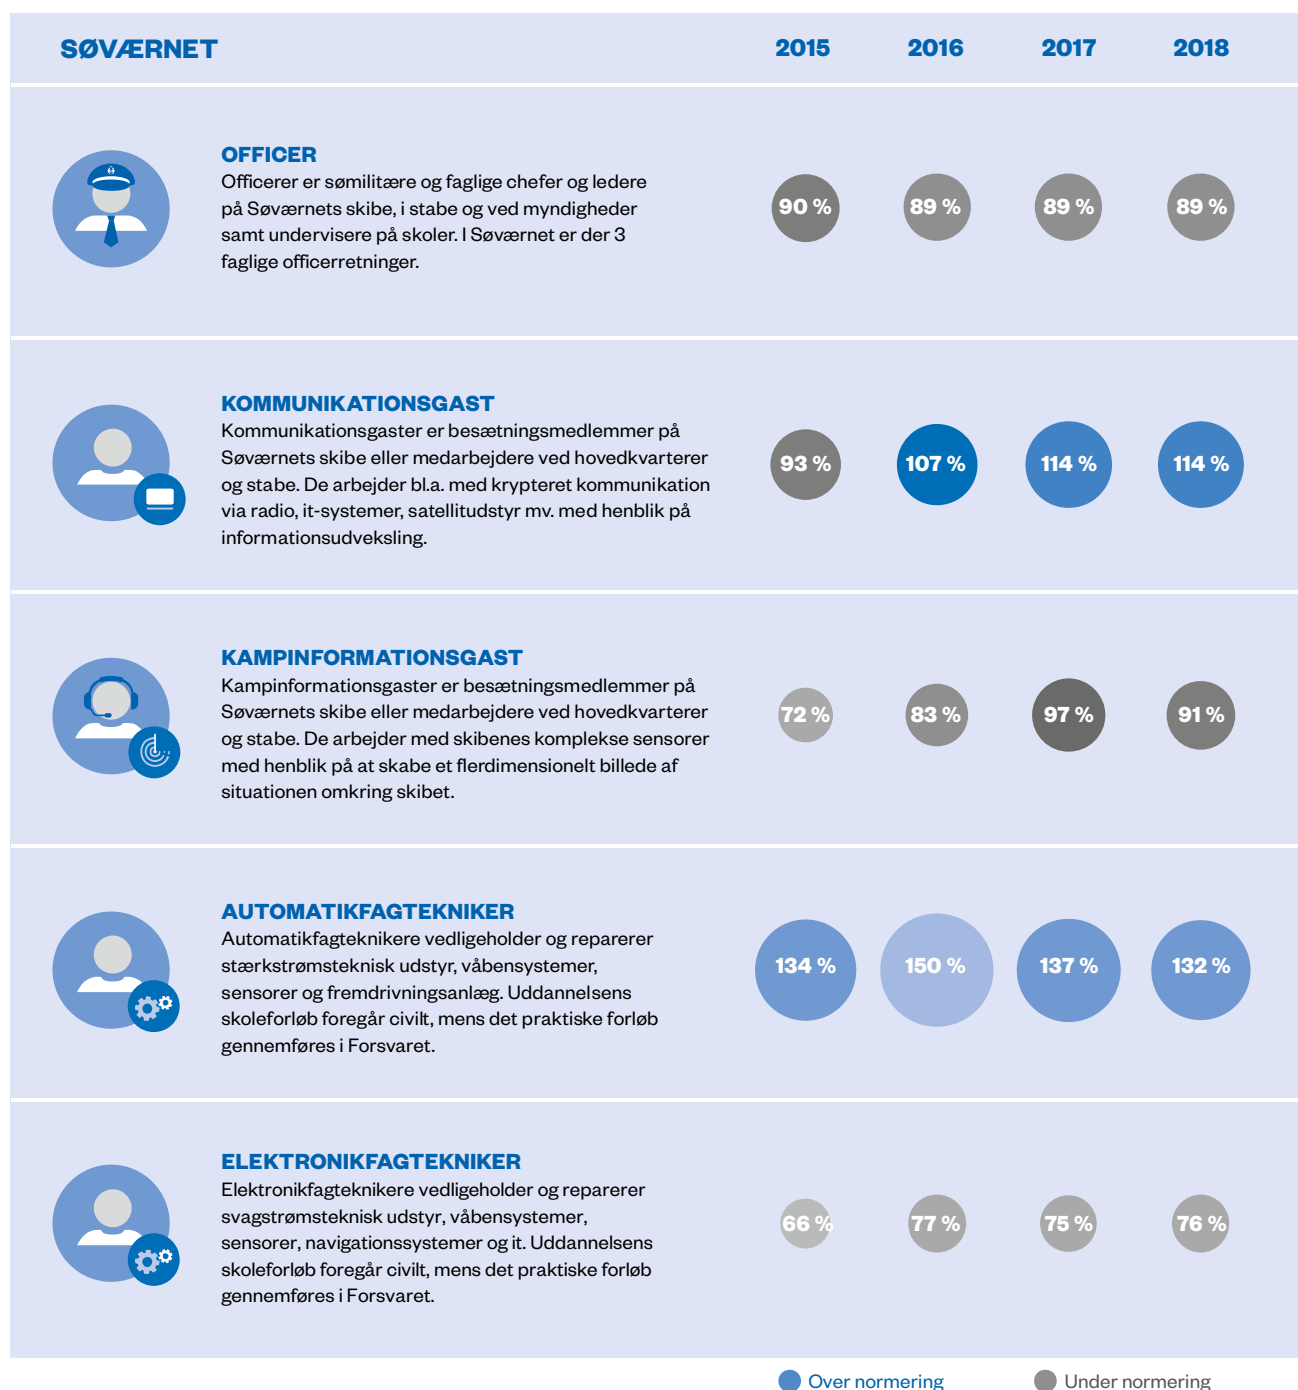 SØVÆRNET 2015 2016 2017 2018
OFFICER
Officerer er sømilitære og faglige chefer og ledere
på Søværnets skibe, i stabe og ved myndigheder
samt undervisere på skoler. I Søværnet er der 3
faglige officerretninger.
90 % 89 % 89 % 89 %
KOMMUNIKATIONSGAST
Kommunikationsgaster er besætningsmedlemmer på
Søværnets skibe eller medarbejdere ved hovedkvarterer
og stabe. De arbejder bl.a. med krypteret kommunikation
via radio, it-systemer, satellitudstyr mv. med henblik på
informationsudveksling.
93 % 107 % 114 % 114 %
KAMPINFORMATIONSGAST
Kampinformationsgaster er besætningsmedlemmer på
Søværnets skibe eller medarbejdere ved hovedkvarterer
og stabe. De arbejder med skibenes komplekse sensorer
med henblik på at skabe et flerdimensionelt billede af
situationen omkring skibet.
72 % 83 % 97 % 91 %
AUTOMATIKFAGTEKNIKER
Automatikfagteknikere vedligeholder og reparerer
stærkstrømsteknisk udstyr, våbensystemer,
sensorer og fremdrivningsanlæg. Uddannelsens
skoleforløb foregår civilt, mens det praktiske forløb
gennemføres i Forsvaret.
134 % 150 % 137 % 132 %
ELEKTRONIKFAGTEKNIKER
Elektronikfagteknikere vedligeholder og reparerer
svagstrømsteknisk udstyr, våbensystemer,
sensorer, navigationssystemer og it. Uddannelsens
skoleforløb foregår civilt, mens det praktiske forløb
gennemføres i Forsvaret.
66 % 77 % 75 % 76 %
Over normering Under normering